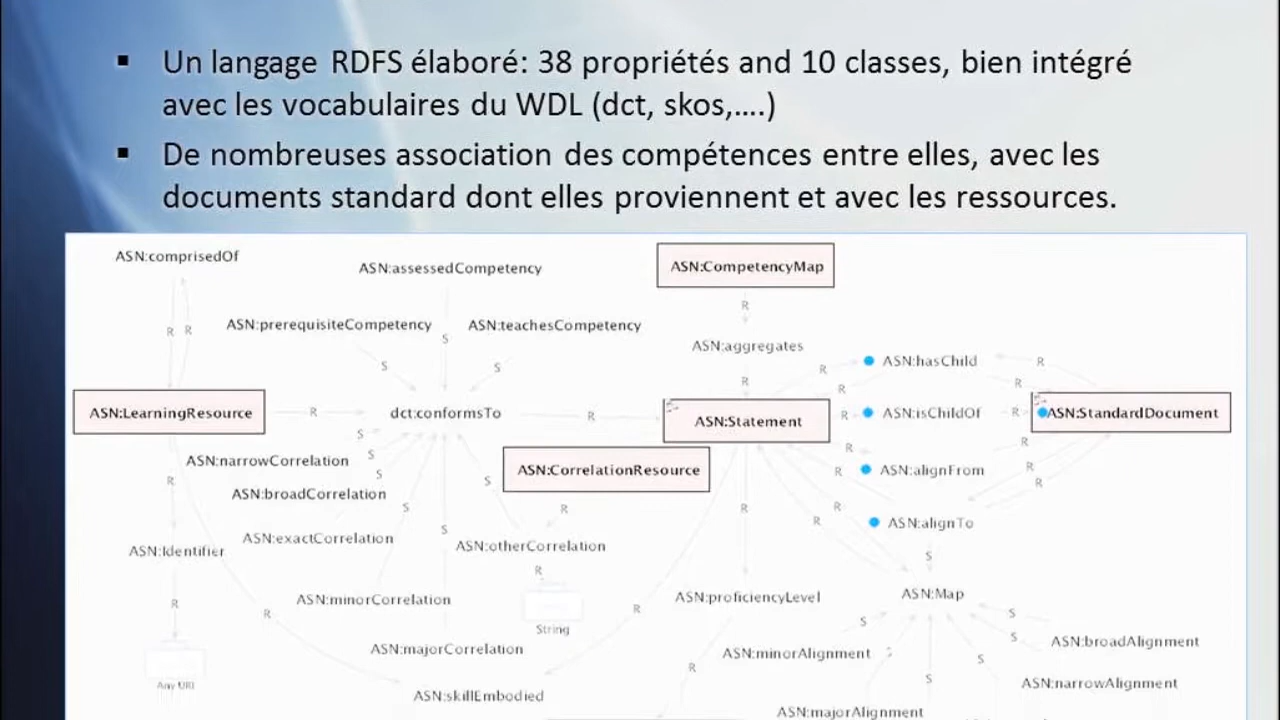 ▪ Un langage RDFS élaboré: 38 propriétés and 10 classes, bien intégré
avec les vocabulaires du WDL (dct, skos,....)
▪ De nombreuses association des compétences entre elles, avec les
documents standard dont elles proviennent et avec les ressources.
ASN:comprisedOf
ASN:assessedCompetency
ASN:CompetencyMap
R
R R
ASN:prerequisiteCompetency
S
ASN:teachesCompetency
ASN:aggregates
S
S
R
R
ASN:hasChild
R
R
R
ASN:LearningResource
R
dct:conformsTo
R
ASN:Statement
R
ASN:isChildOf
R
ASN:StandardDocument
S
ASN:narrowCorrelation
S
ASN:CorrelationResource
R
R
R
S
S
R
ASN:alignFrom
R
R
R
ASN:broadCorrelation
S
R
R
R
R
ASN:alignTo
ASN:Identifier
ASN:exactCorrelation
S
ASN:otherCorrelation
S
R
R
ASN:minorCorrelation
String
R
ASN:proficiencyLevel
ASN:Map
R
S
S
S
ASN:majorCorrelation
ASN:minorAlignment
ASN:broadAlignment
Any URI
R
S
S
ASN:narrowAlignment
ASN:skillEmbodied
ASN:majorAlignment